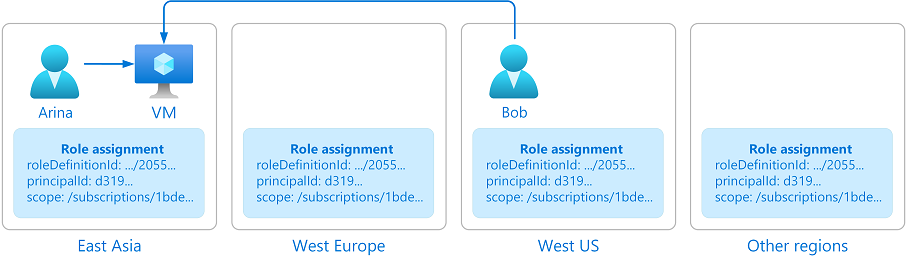 Arina
VM
Bob
Role assignment
roleDefinitionId: .../2055...
principalId: d319...
scope: /subscriptions/1bde...
Role assignment
roleDefinitionId: .../2055...
principalId: d319...
scope: /subscriptions/1bde...
Role assignment
roleDefinitionId: .../2055...
principalId: d319...
scope: /subscriptions/1bde...
Role assignment
roleDefinitionId: .../2055...
principalId: d319...
scope: /subscriptions/1bde...
East Asia
West Europe
West US
Other regions